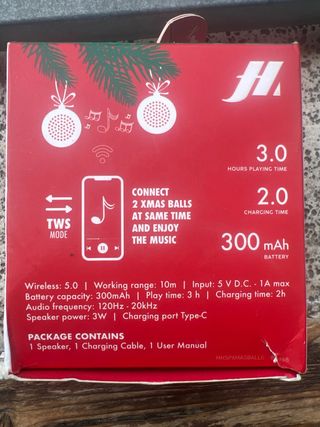 3.0
HOURS PLAYING TIME
2.0
CHARGING TIME
300 mAh
BATTERY
TWS
MODE
CONNECT
2 XMAS BALLS
AT SAME TIME
AND ENJOY
THE MUSIC
Wireless: 5.0 | Working range: 10m | Input: 5 V D.C. - 1A max
Battery capacity: 300mAh | Play time: 3 h | Charging time: 2h
Audio frequency: 120Hz - 20kHz
Speaker power: 3W | Charging port Type-C
PACKAGE CONTAINS
1 Speaker, 1 Charging Cable, 1 User Manual